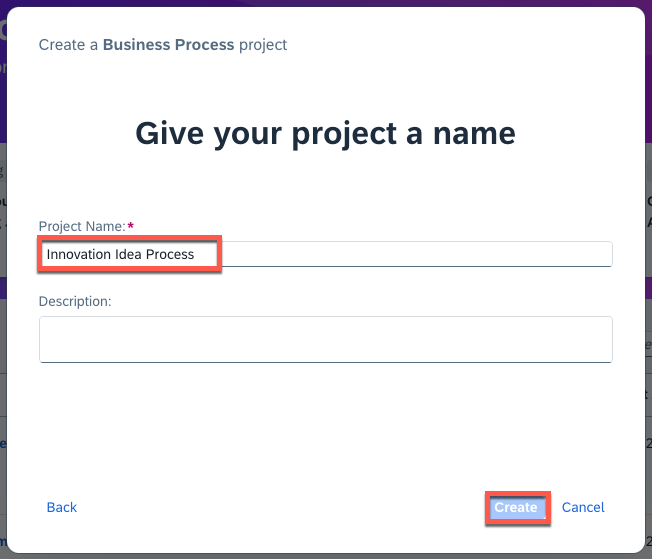 Create a Business Process project
Give your project a name
Project Name:*
Innovation Idea Process
Description:
Back
Create
Cancel